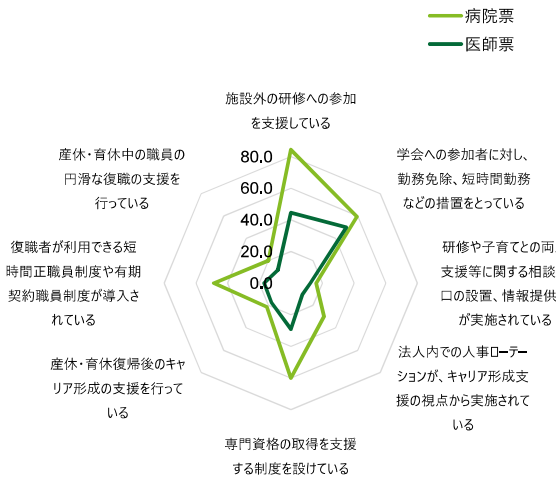 病院票
医師票
施設外の研修への参加
を支援している
学会への参加者に対し、
勤務免除、短時間勤務
などの措置をとっている
研修や子育てとの両
支援等に関する相談
口の設置、情報提供
が実施されている
法人内での人事ローテー
ションが、キャリア形成支
援の視点から実施されて
いる
専門資格の取得を支援
する制度を設けている
産休・育休復帰後のキャ
リア形成の支援を行って
いる
復職者が利用できる短
時間正職員制度や有期
契約職員制度が導入さ
れている
産休・育休中の職員の
円滑な復職の支援を
行っている
80.0
60.0
40.0
20.0
0.0